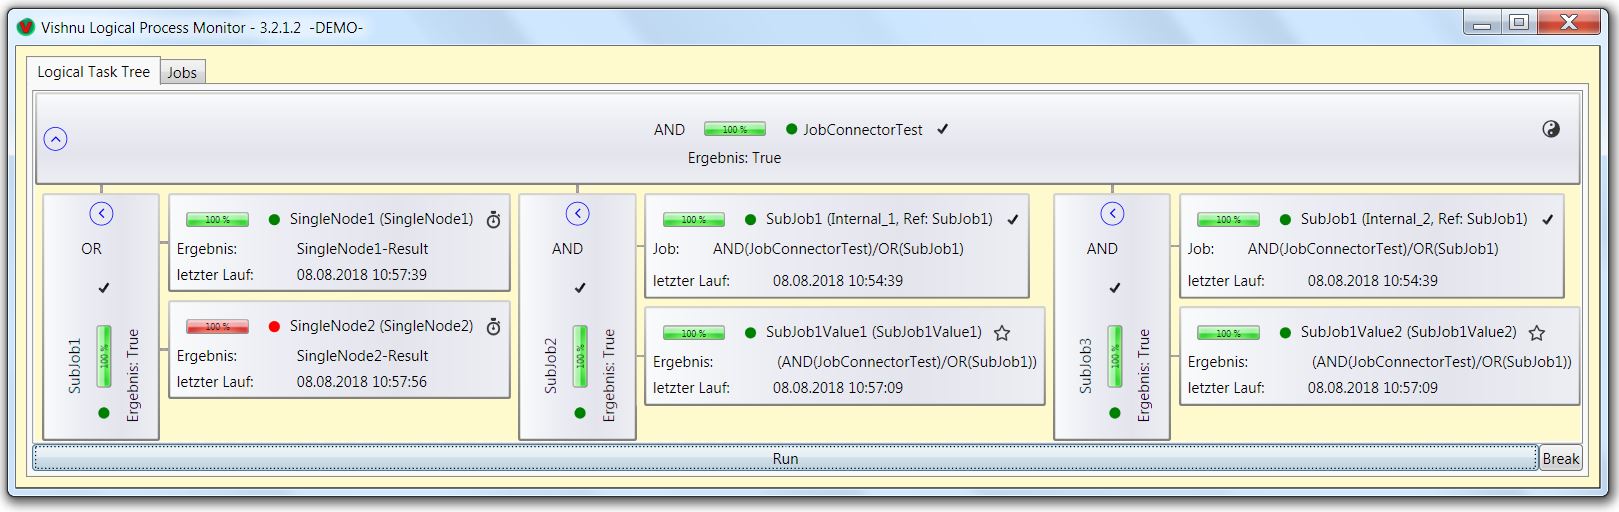 Vishnu Logical Process Monitor - 3.2.1.2 -DEMO-
Logical Task Tree
Jobs
AND 100 % JobConnectorTest
Ergebnis: True
OR
SubJob1
100 %
Ergebnis: True
100 % SingleNode1 (SingleNode1)
Ergebnis: SingleNode1-Result
letzter Lauf: 08.08.2018 10:57:39
100 % SingleNode2 (SingleNode2)
Ergebnis: SingleNode2-Result
letzter Lauf: 08.08.2018 10:57:56
AND
SubJob2
100 %
Ergebnis: True
100 % SubJob1 (Internal_1, Ref: SubJob1)
Job: AND(JobConnectorTest)/OR(SubJob1)
letzter Lauf: 08.08.2018 10:54:39
100 % SubJob1Value1 (SubJob1Value1)
Ergebnis: (AND(JobConnectorTest)/OR(SubJob1))
letzter Lauf: 08.08.2018 10:57:09
AND
SubJob3
100 %
Ergebnis: True
100 % SubJob1 (Internal_2, Ref: SubJob1)
Job: AND(JobConnectorTest)/OR(SubJob1)
letzter Lauf: 08.08.2018 10:54:39
100 % SubJob1Value2 (SubJob1Value2)
Ergebnis: (AND(JobConnectorTest)/OR(SubJob1))
letzter Lauf: 08.08.2018 10:57:09
Run
Break